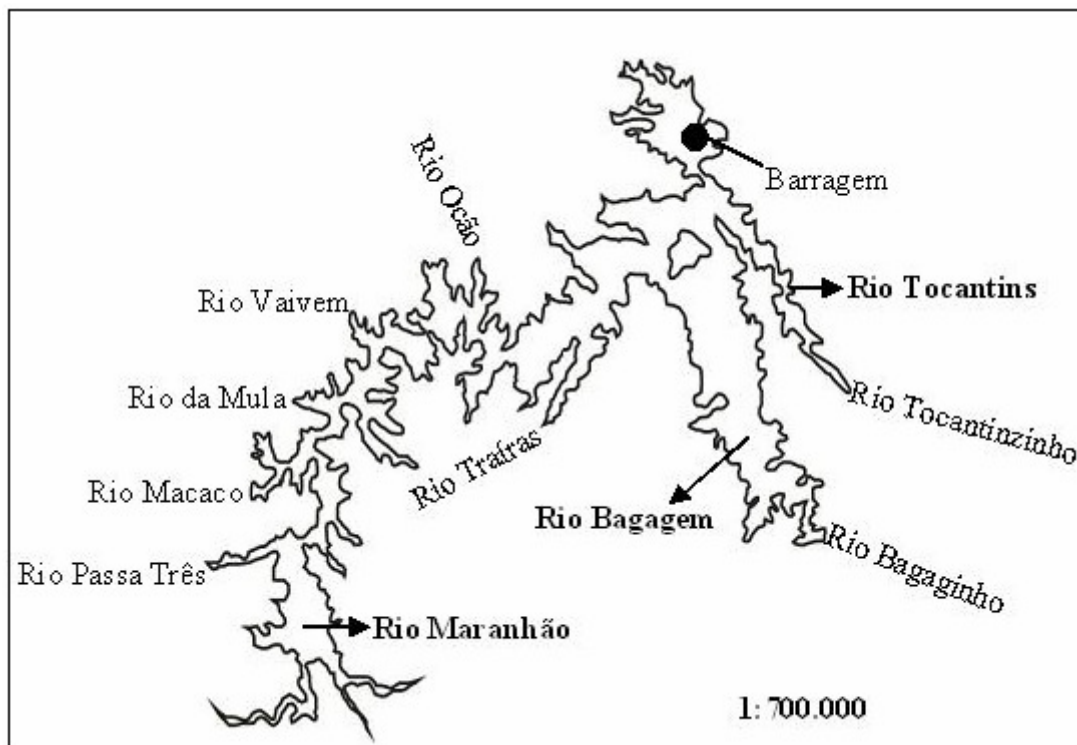 Rio Ocão
Barragem
Rio Tocantins
Rio Vaivem
Rio da Mula
Rio Tocantinzinho
Rio Traíras
Rio Macaco
Rio Bagagem
Rio Bagaginho
Rio Passa Três
Rio Maranhão
1: 700.000